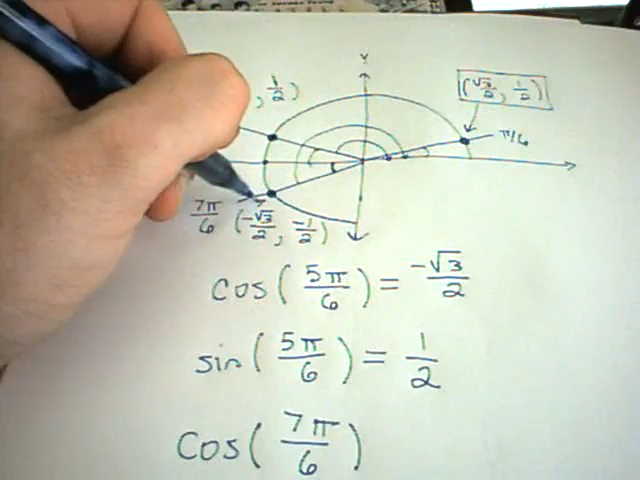 Y
, 1/2)
(√3/2, 1/2)
π/6
7π/6 (-√3/2, -1/2)
cos(5π/6) = -√3/2
sin(5π/6) = 1/2
cos(7π/6)